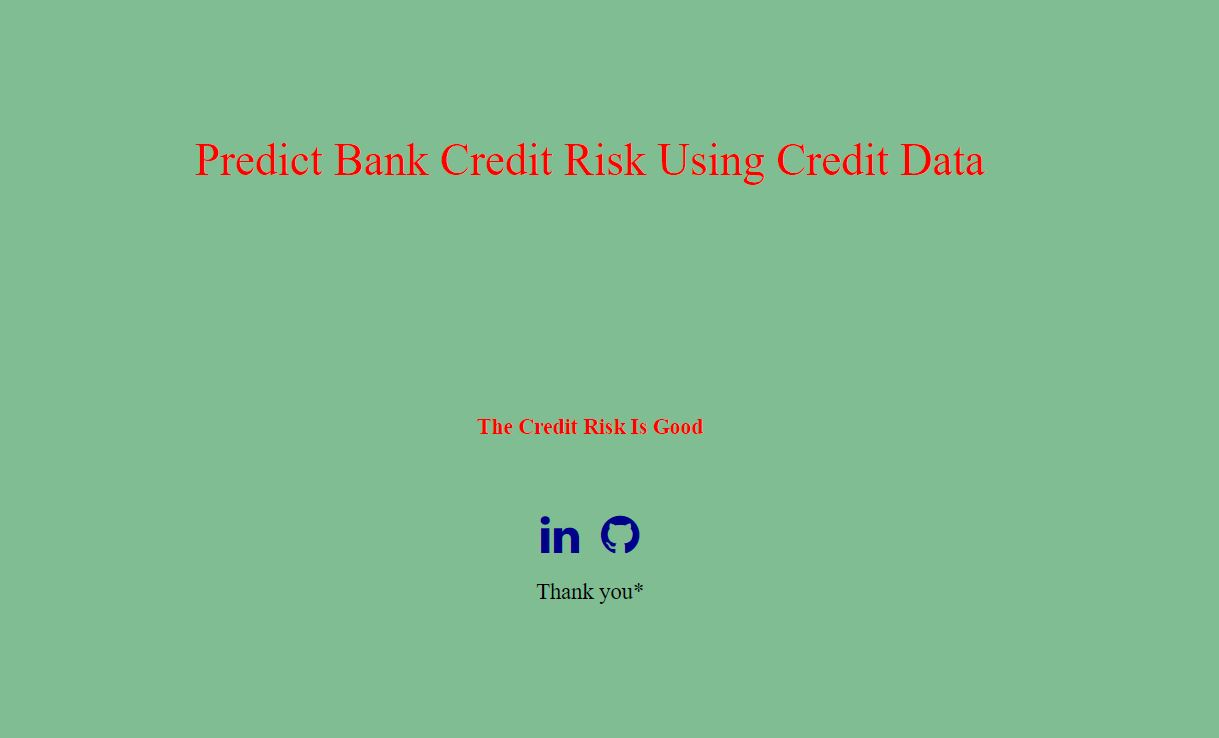 Predict Bank Credit Risk Using Credit Data
The Credit Risk Is Good
in
Thank you*